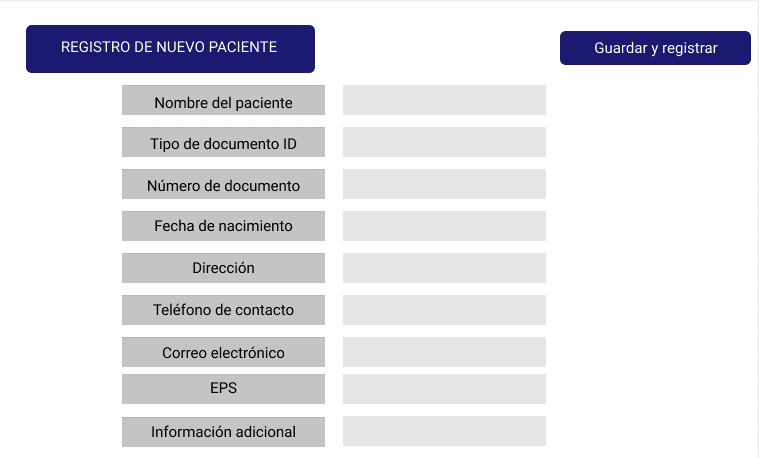 REGISTRO DE NUEVO PACIENTE
Guardar y registrar
Nombre del paciente
Tipo de documento ID
Número de documento
Fecha de nacimiento
Dirección
Teléfono de contacto
Correo electrónico
EPS
Información adicional